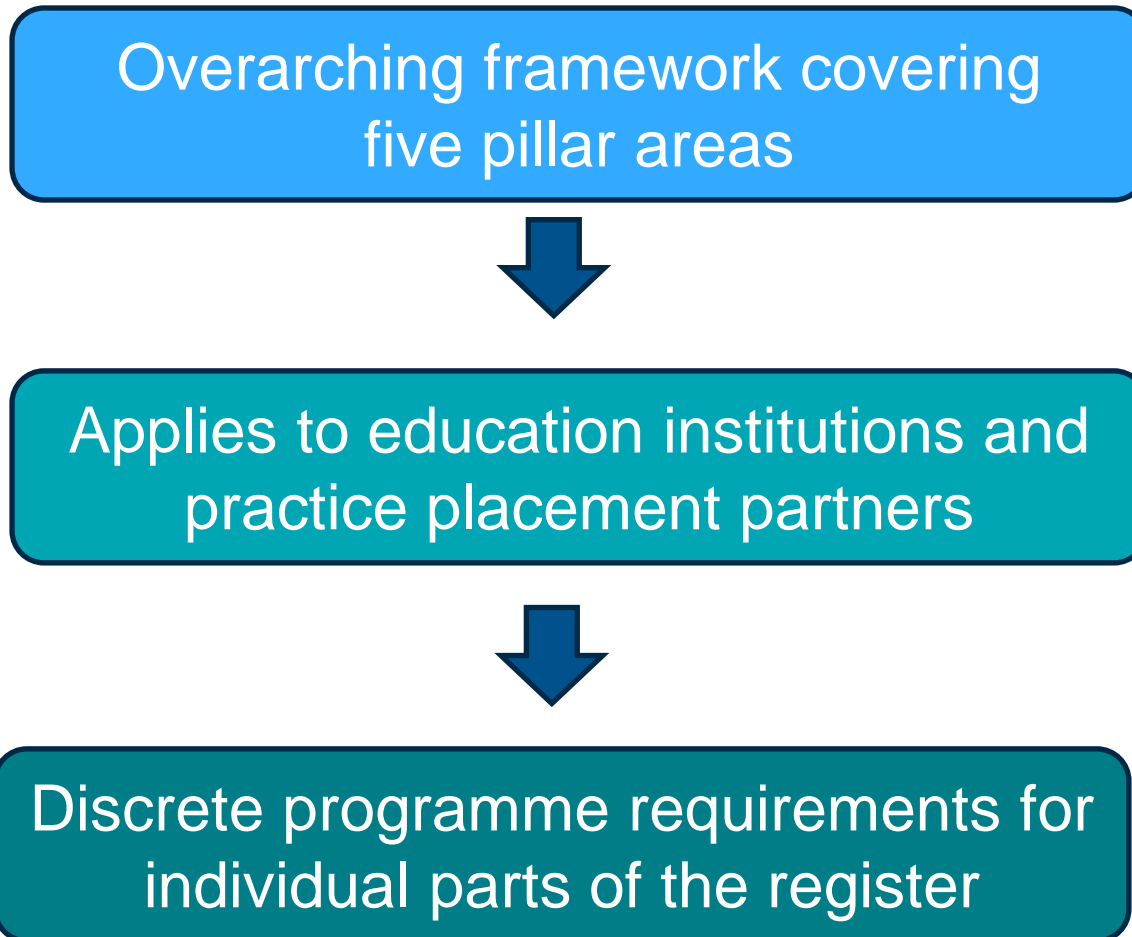 Overarching framework covering
five pillar areas
Applies to education institutions and
practice placement partners
Discrete programme requirements for
individual parts of the register